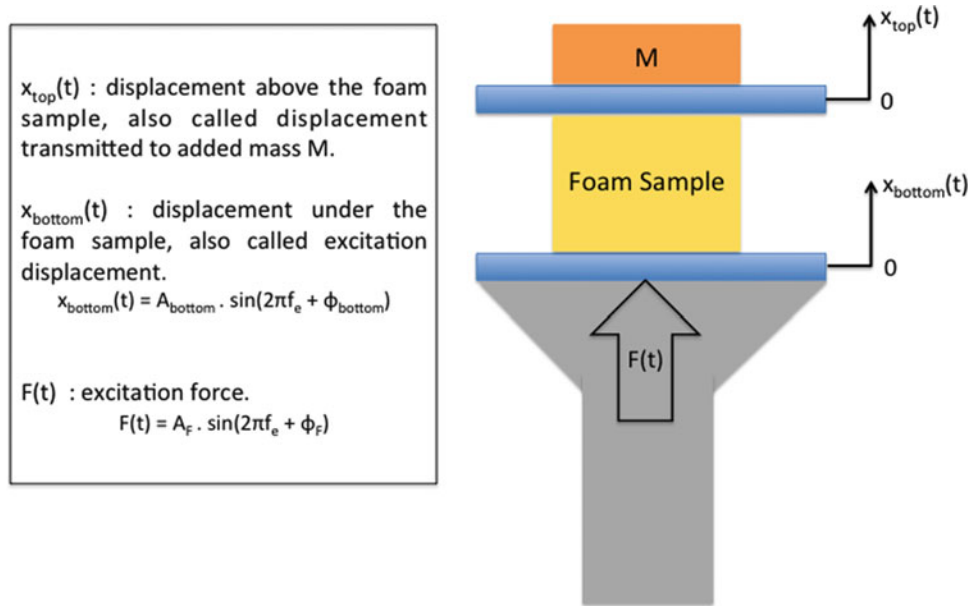 x_top(t) : displacement above the foam
sample, also called displacement
transmitted to added mass M.
x_bottom(t) : displacement under the
foam sample, also called excitation
displacement.
x_bottom(t) = A_bottom . sin(2πf_e + ϕ_bottom)
F(t) : excitation force.
F(t) = A_F . sin(2πf_e + ϕ_F)
M
x_top(t)
0
Foam Sample
x_bottom(t)
0
F(t)